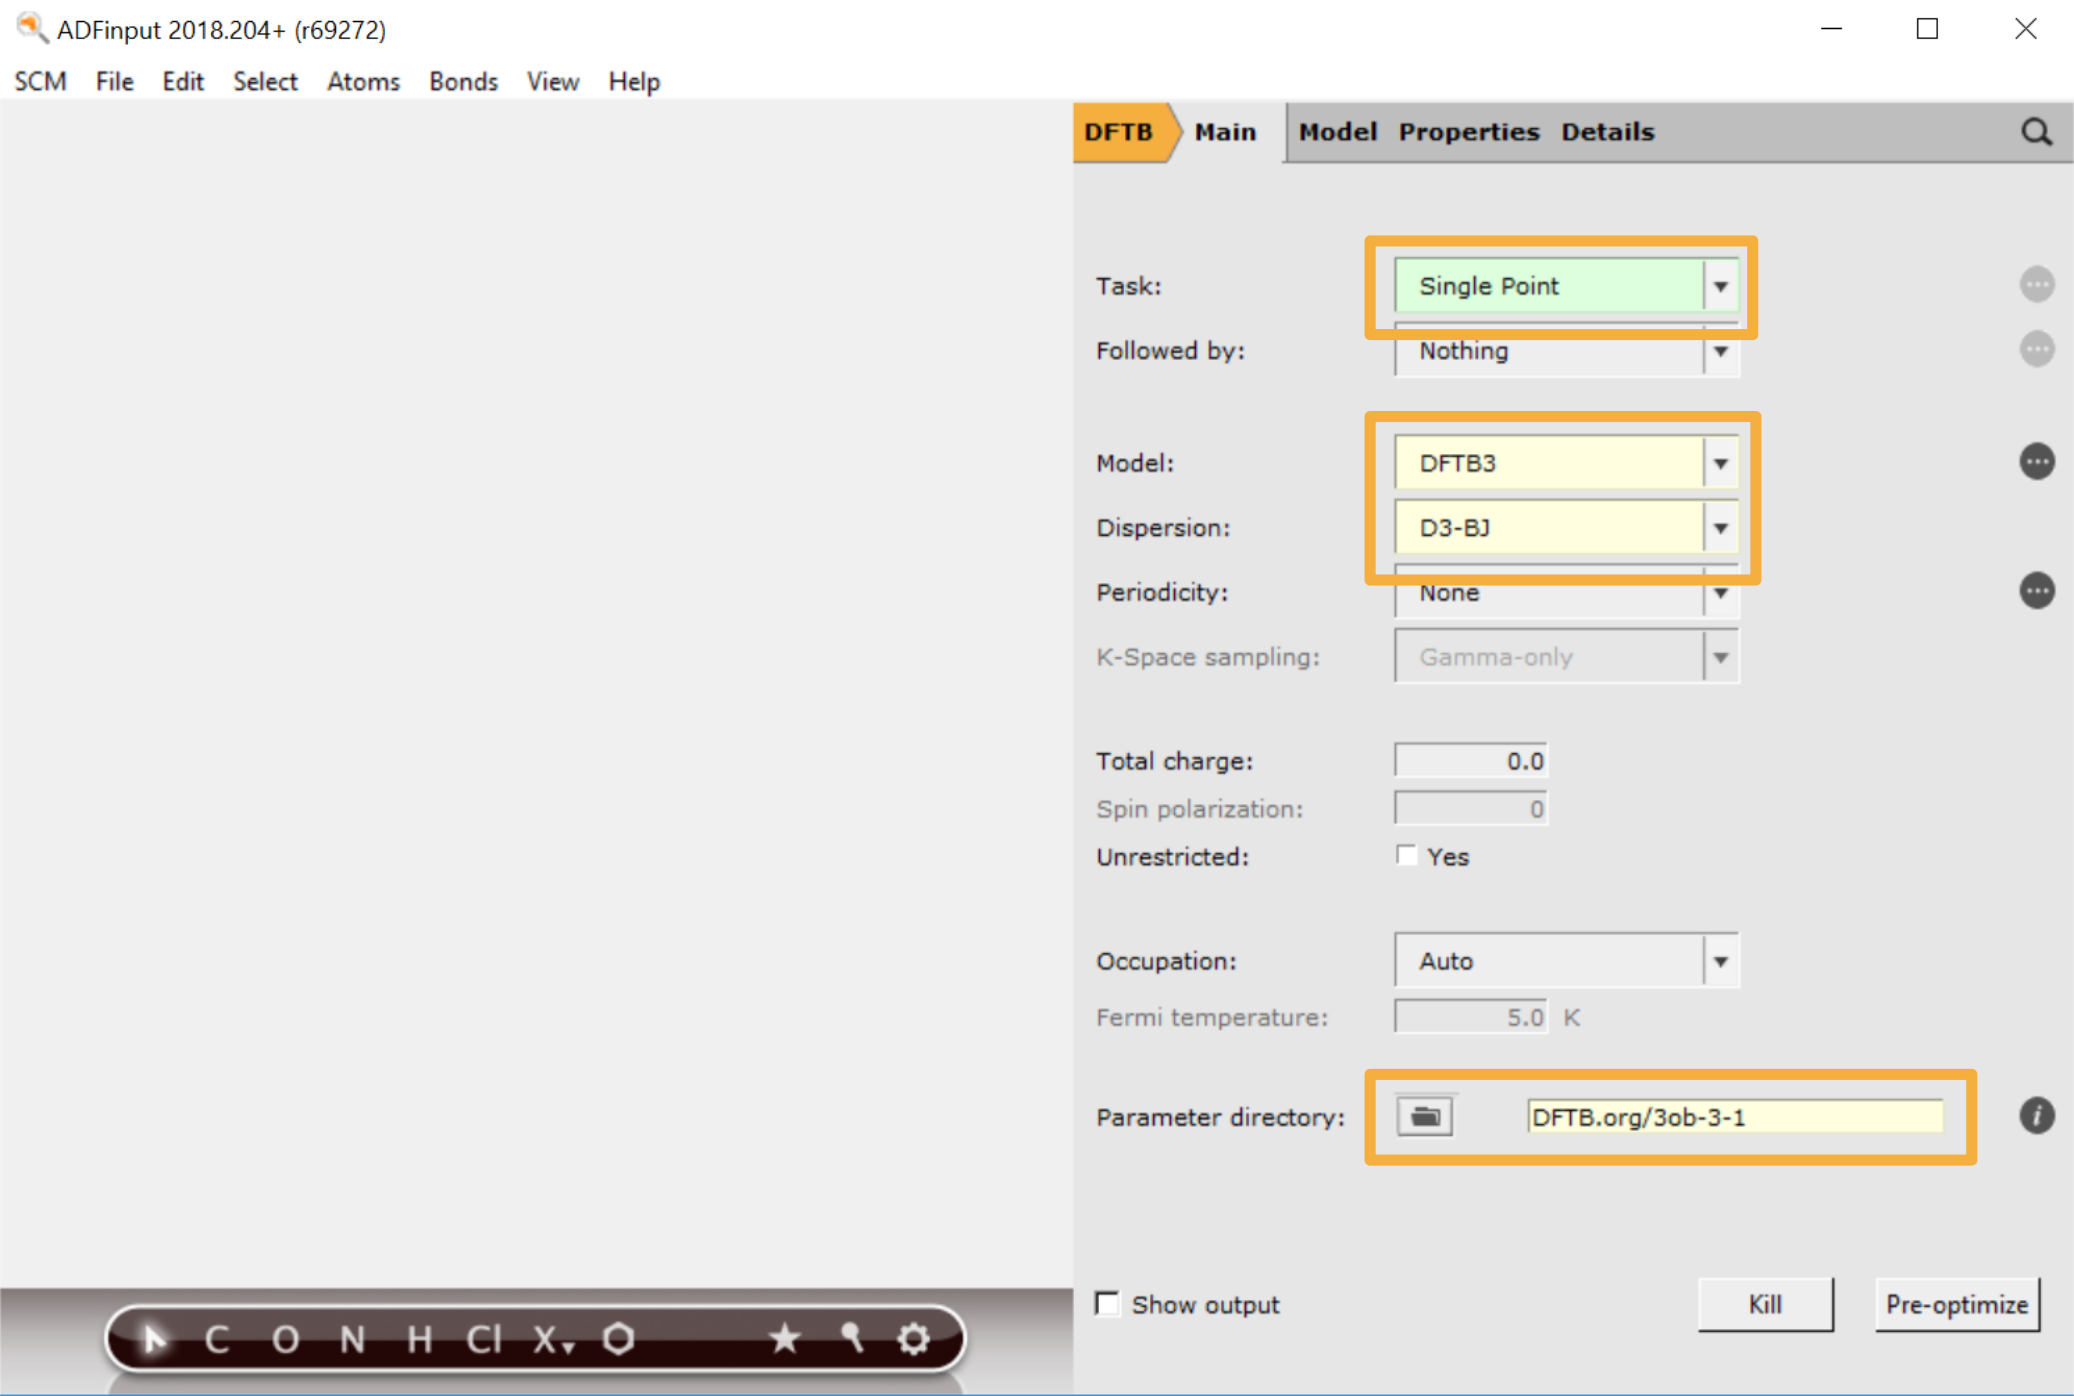 ADFinput 2018.204+ (r69272)
SCM File Edit Select Atoms Bonds View Help
DFTB Main Model Properties Details
Task: Single Point
Followed by: Nothing
Model: DFTB3
Dispersion: D3-BJ
Periodicity: None
K-Space sampling: Gamma-only
Total charge: 0.0
Spin polarization: 0
Unrestricted: Yes
Occupation: Auto
Fermi temperature: 5.0 K
Parameter directory: DFTB.org/3ob-3-1
Show output Kill Pre-optimize
C O N H Cl X